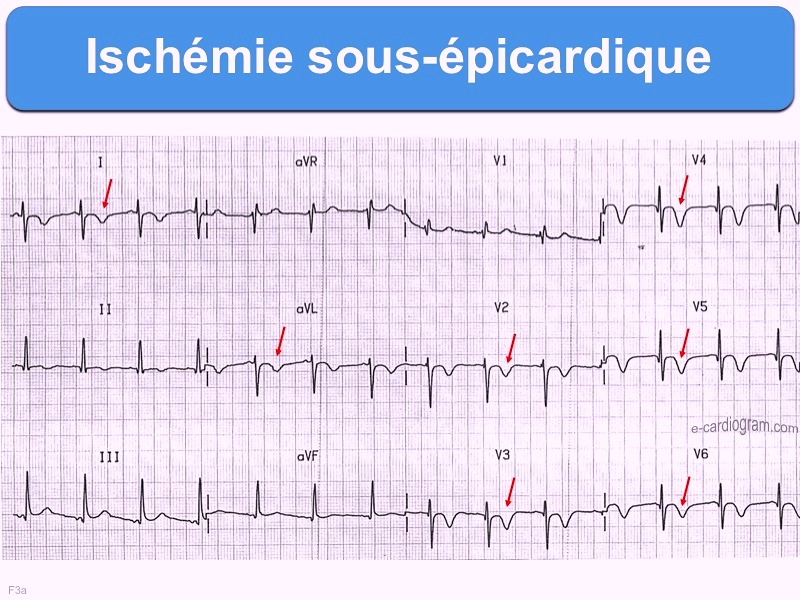 Ischémie sous-épicardique
I aVR V1 V4
II aVL V2 V5
e-cardiogram.com
III aVF V3 V6
F3a